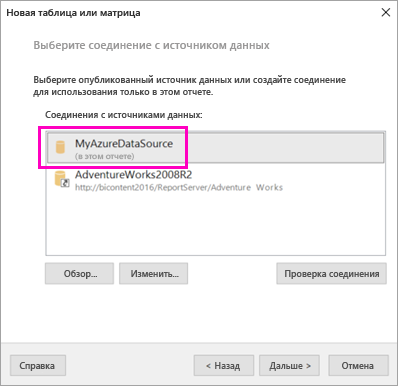 Новая таблица или матрица
Выберите соединение с источником данных
Выберите опубликованный источник данных или создайте соединение
для использования только в этом отчете.
Соединения с источниками данных:
MyAzureDataSource
(в этом отчете)
AdventureWorks2008R2
http://bicontent2016/ReportServer/Adventure Works
Обзор... Изменить... Проверка соединения
Справка < Назад Дальше > Отмена